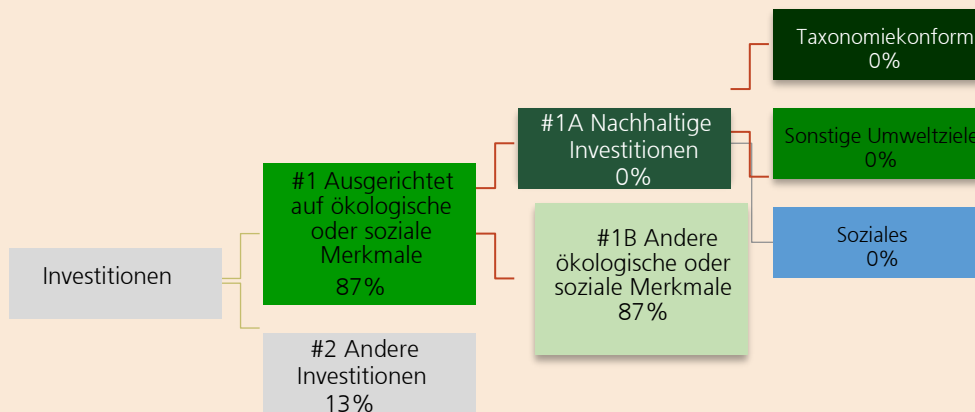 Investitionen
#1 Ausgerichtet
auf ökologische
oder soziale
Merkmale
87%
#2 Andere
Investitionen
13%
#1A Nachhaltige
Investitionen
0%
#1B Andere
ökologische oder
soziale Merkmale
87%
Taxonomiekonform
0%
Sonstige Umweltziele
0%
Soziales
0%